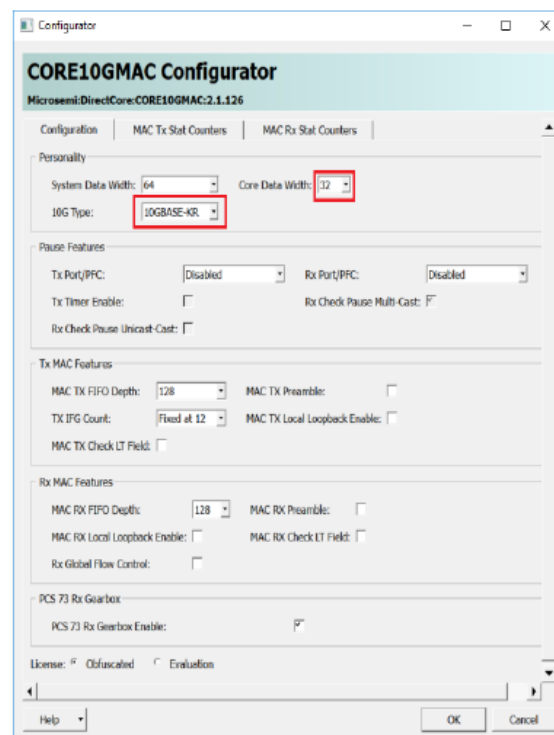 Configurator
CORE10GMAC Configurator
Microsemi:DirectCore:CORE10GMAC:2.1.126
Configuration MAC Tx Stat Counters MAC Rx Stat Counters
Personality
System Data Width: 64 Core Data Width: 32
10G Type: 10GBASE-KR
Pause Features
Tx Port/PFC: Disabled Rx Port/PFC: Disabled
Tx Timer Enable: Rx Check Pause Multi-Cast:
Rx Check Pause Unicast-Cast:
Tx MAC Features
MAC TX FIFO Depth: 128 MAC TX Preamble:
TX IFG Count: Fixed at 12 MAC TX Local Loopback Enable:
MAC TX Check LT Field:
Rx MAC Features
MAC RX FIFO Depth: 128 MAC RX Preamble:
MAC RX Local Loopback Enable: MAC RX Check LT Field:
Rx Global Flow Control:
PCS 73 Rx Gearbox
PCS 73 Rx Gearbox Enable:
License: Obfuscated Evaluation
Help OK Cancel